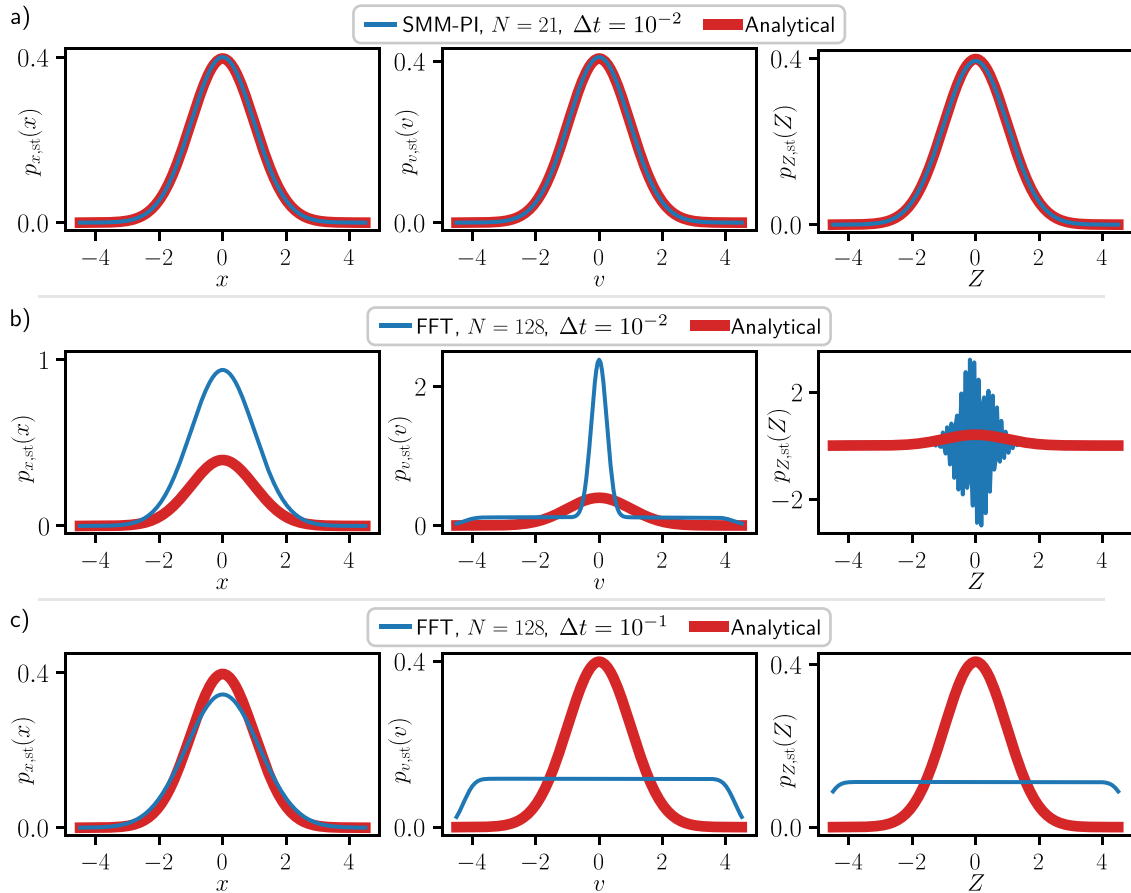 a)
SMM-PI, N = 21, Δt = 10⁻² Analytical
0.4
0.0
p_{x,st}(x)
−4 −2 0 2 4
x
0.4
0.0
p_{v,st}(v)
−4 −2 0 2 4
v
0.4
0.0
p_{Z,st}(Z)
−4 −2 0 2 4
Z
b)
FFT, N = 128, Δt = 10⁻² Analytical
1
0
p_{x,st}(x)
−4 −2 0 2 4
x
2
0
p_{v,st}(v)
−4 −2 0 2 4
v
2
−2
p_{Z,st}(Z)
−4 −2 0 2 4
Z
c)
FFT, N = 128, Δt = 10⁻¹ Analytical
0.4
0.0
p_{x,st}(x)
−4 −2 0 2 4
x
0.4
0.0
p_{v,st}(v)
−4 −2 0 2 4
v
0.4
0.0
p_{Z,st}(Z)
−4 −2 0 2 4
Z